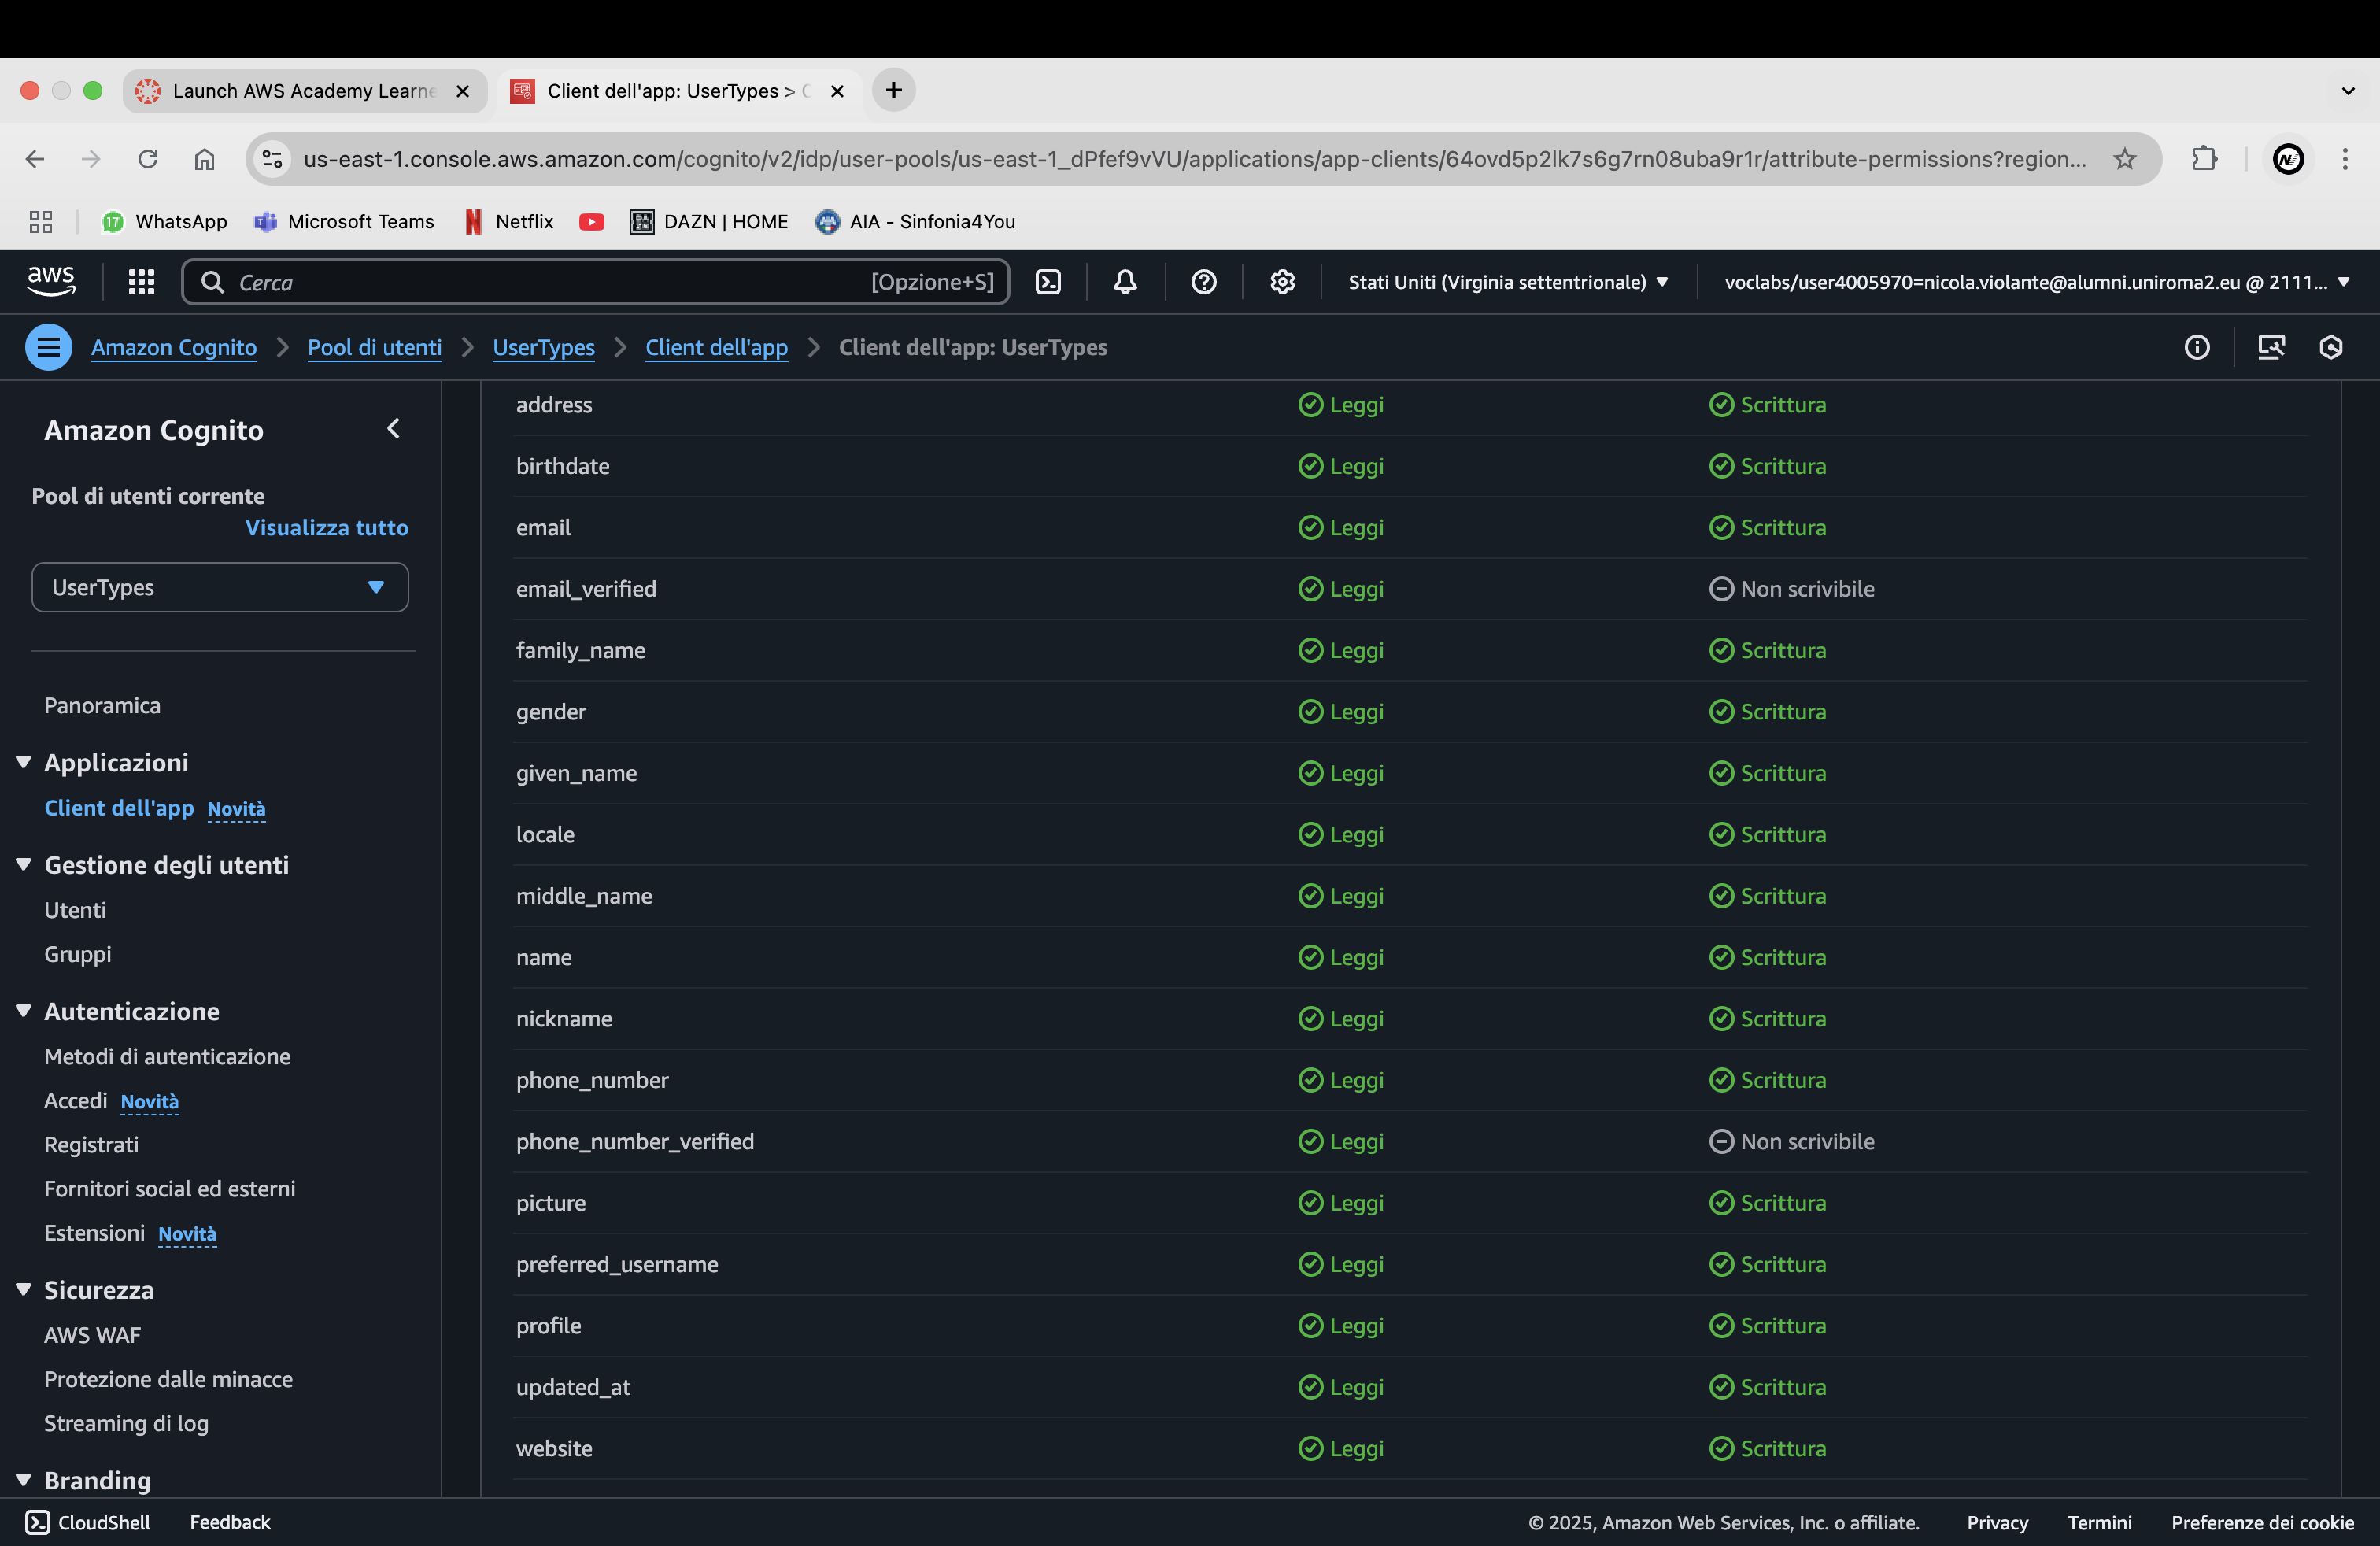 Launch AWS Academy Learne
Client dell'app: UserTypes > C
us-east-1.console.aws.amazon.com/cognito/v2/idp/user-pools/us-east-1_dPfef9vVU/applications/app-clients/64ovd5p2lk7s6g7rn08uba9r1r/attribute-permissions?region...
17 WhatsApp
Microsoft Teams
Netflix
DAZN | HOME
AIA - Sinfonia4You
aws
Cerca
[Opzione+S]
Stati Uniti (Virginia settentrionale)
voclabs/user4005970=nicola.violante@alumni.uniroma2.eu @ 2111...
Amazon Cognito
Pool di utenti
UserTypes
Client dell'app
Client dell'app: UserTypes
Amazon Cognito
Pool di utenti corrente
Visualizza tutto
UserTypes
Panoramica
Applicazioni
Client dell'app Novità
Gestione degli utenti
Utenti
Gruppi
Autenticazione
Metodi di autenticazione
Accedi Novità
Registrati
Fornitori social ed esterni
Estensioni Novità
Sicurezza
AWS WAF
Protezione dalle minacce
Streaming di log
Branding
address Leggi Scrittura
birthdate Leggi Scrittura
email Leggi Scrittura
email_verified Leggi Non scrivibile
family_name Leggi Scrittura
gender Leggi Scrittura
given_name Leggi Scrittura
locale Leggi Scrittura
middle_name Leggi Scrittura
name Leggi Scrittura
nickname Leggi Scrittura
phone_number Leggi Scrittura
phone_number_verified Leggi Non scrivibile
picture Leggi Scrittura
preferred_username Leggi Scrittura
profile Leggi Scrittura
updated_at Leggi Scrittura
website Leggi Scrittura
CloudShell
Feedback
© 2025, Amazon Web Services, Inc. o affiliate.
Privacy
Termini
Preferenze dei cookie